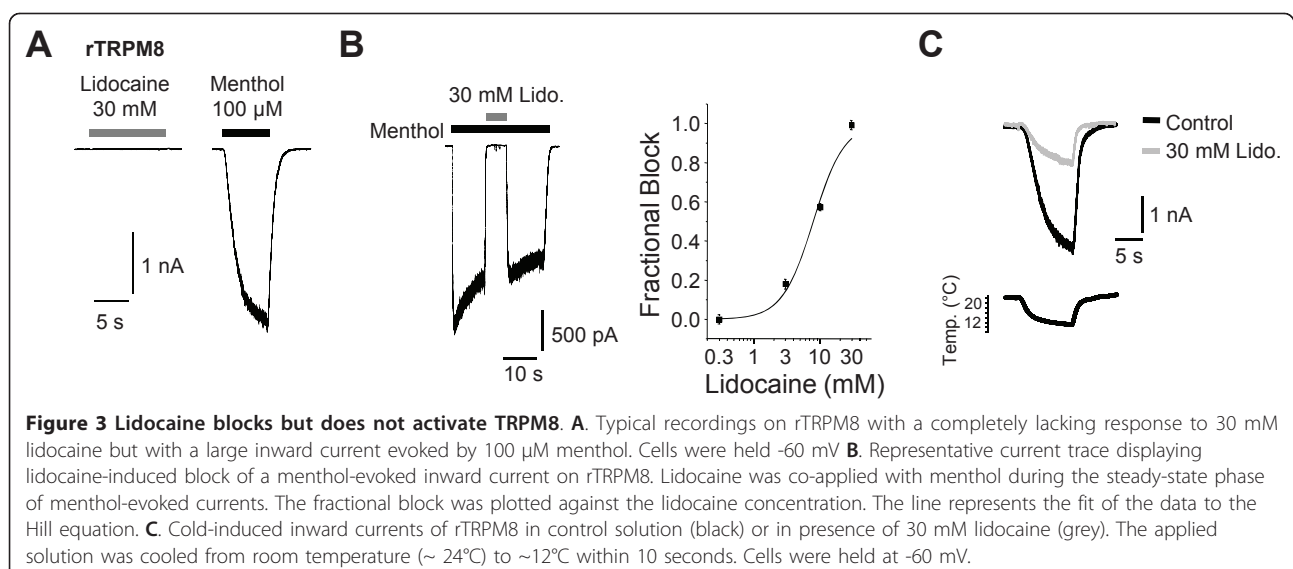 A
rTRPM8
Lidocaine
30 mM
Menthol
100 µM
1 nA
5 s
B
30 mM Lido.
Menthol
500 pA
10 s
Fractional Block
1.0
0.8
0.6
0.4
0.2
0.0
0.3 1 3 10 30
Lidocaine (mM)
C
Control
30 mM Lido.
1 nA
5 s
Temp. (°C)
20
12
Figure 3 Lidocaine blocks but does not activate TRPM8. A. Typical recordings on rTRPM8 with a completely lacking response to 30 mM
lidocaine but with a large inward current evoked by 100 µM menthol. Cells were held -60 mV B. Representative current trace displaying
lidocaine-induced block of a menthol-evoked inward current on rTRPM8. Lidocaine was co-applied with menthol during the steady-state phase
of menthol-evoked currents. The fractional block was plotted against the lidocaine concentration. The line represents the fit of the data to the
Hill equation. C. Cold-induced inward currents of rTRPM8 in control solution (black) or in presence of 30 mM lidocaine (grey). The applied
solution was cooled from room temperature (~ 24°C) to ~12°C within 10 seconds. Cells were held at -60 mV.